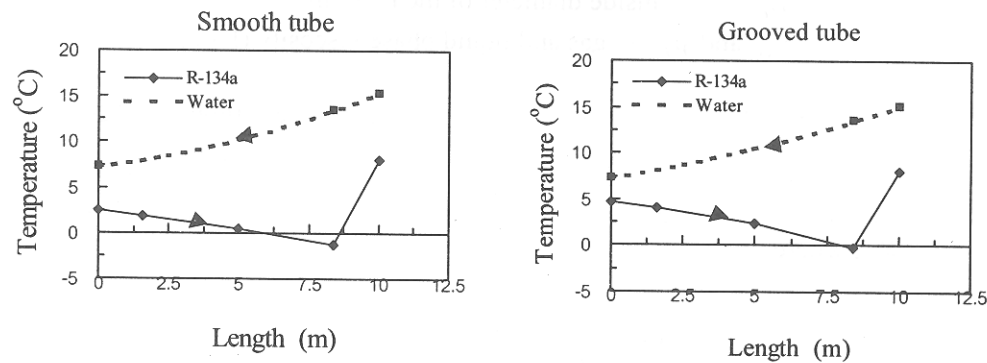 Smooth tube
20
15
10
5
0
-5
Temperature (°C)
R-134a
Water
0 5 7.5 10 12.5
Length (m)
Grooved tube
20
15
10
5
0
-5
Temperature (°C)
R-134a
Water
0 2.5 5 7.5 10 12.5
Length (m)